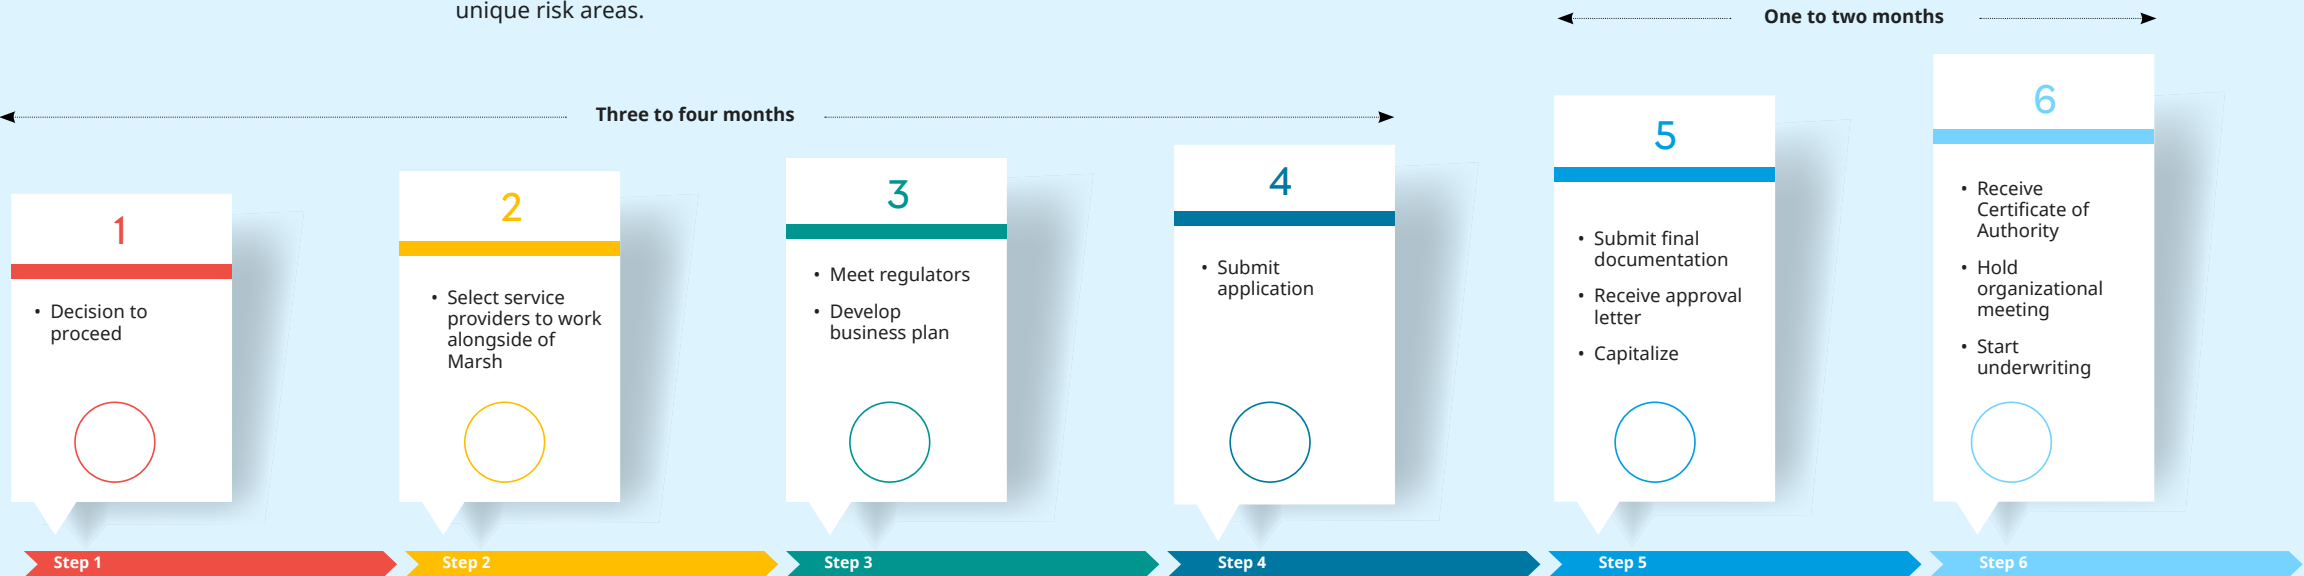 unique risk areas.
One to two months
Three to four months
1
• Decision to
proceed
2
• Select service
providers to work
alongside of
Marsh
3
• Meet regulators
• Develop
business plan
4
• Submit
application
5
• Submit final
documentation
• Receive approval
letter
• Capitalize
6
• Receive
Certificate of
Authority
• Hold
organizational
meeting
• Start
underwriting
Step 1
Step 2
Step 3
Step 4
Step 5
Step 6